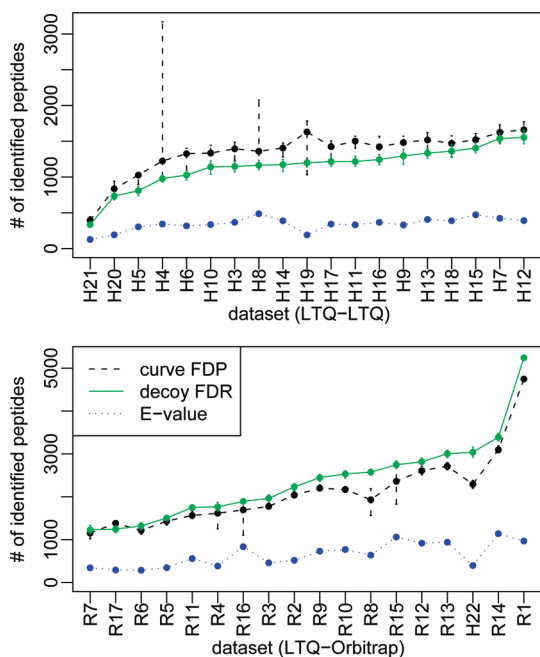 # of identified peptides
3000
2000
1000
0
H21 H20 H5 H4 H6 H10 H3 H8 H14 H19 H17 H11 H16 H9 H13 H18 H15 H7 H12
dataset (LTQ−LTQ)
# of identified peptides
5000
3000
1000
0
curve FDP
decoy FDR
E−value
R7 R17 R6 R5 R11 R4 R16 R3 R2 R9 R10 R8 R15 R12 R13 H22 R14 R1
dataset (LTQ−Orbitrap)